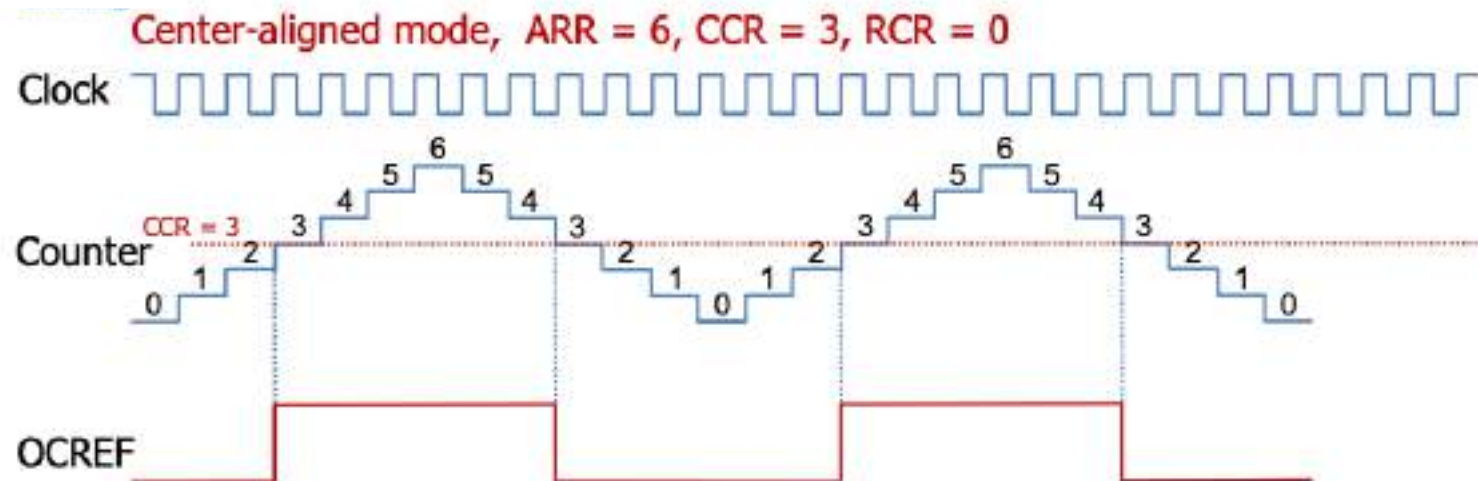 Center-aligned mode, ARR = 6, CCR = 3, RCR = 0
Clock
6 6
5 5 5 5
4 4 4 4
CCR = 3 3 3 3 3
Counter 2 2 2 2
1 1 1 1
0 0 0
OCREF